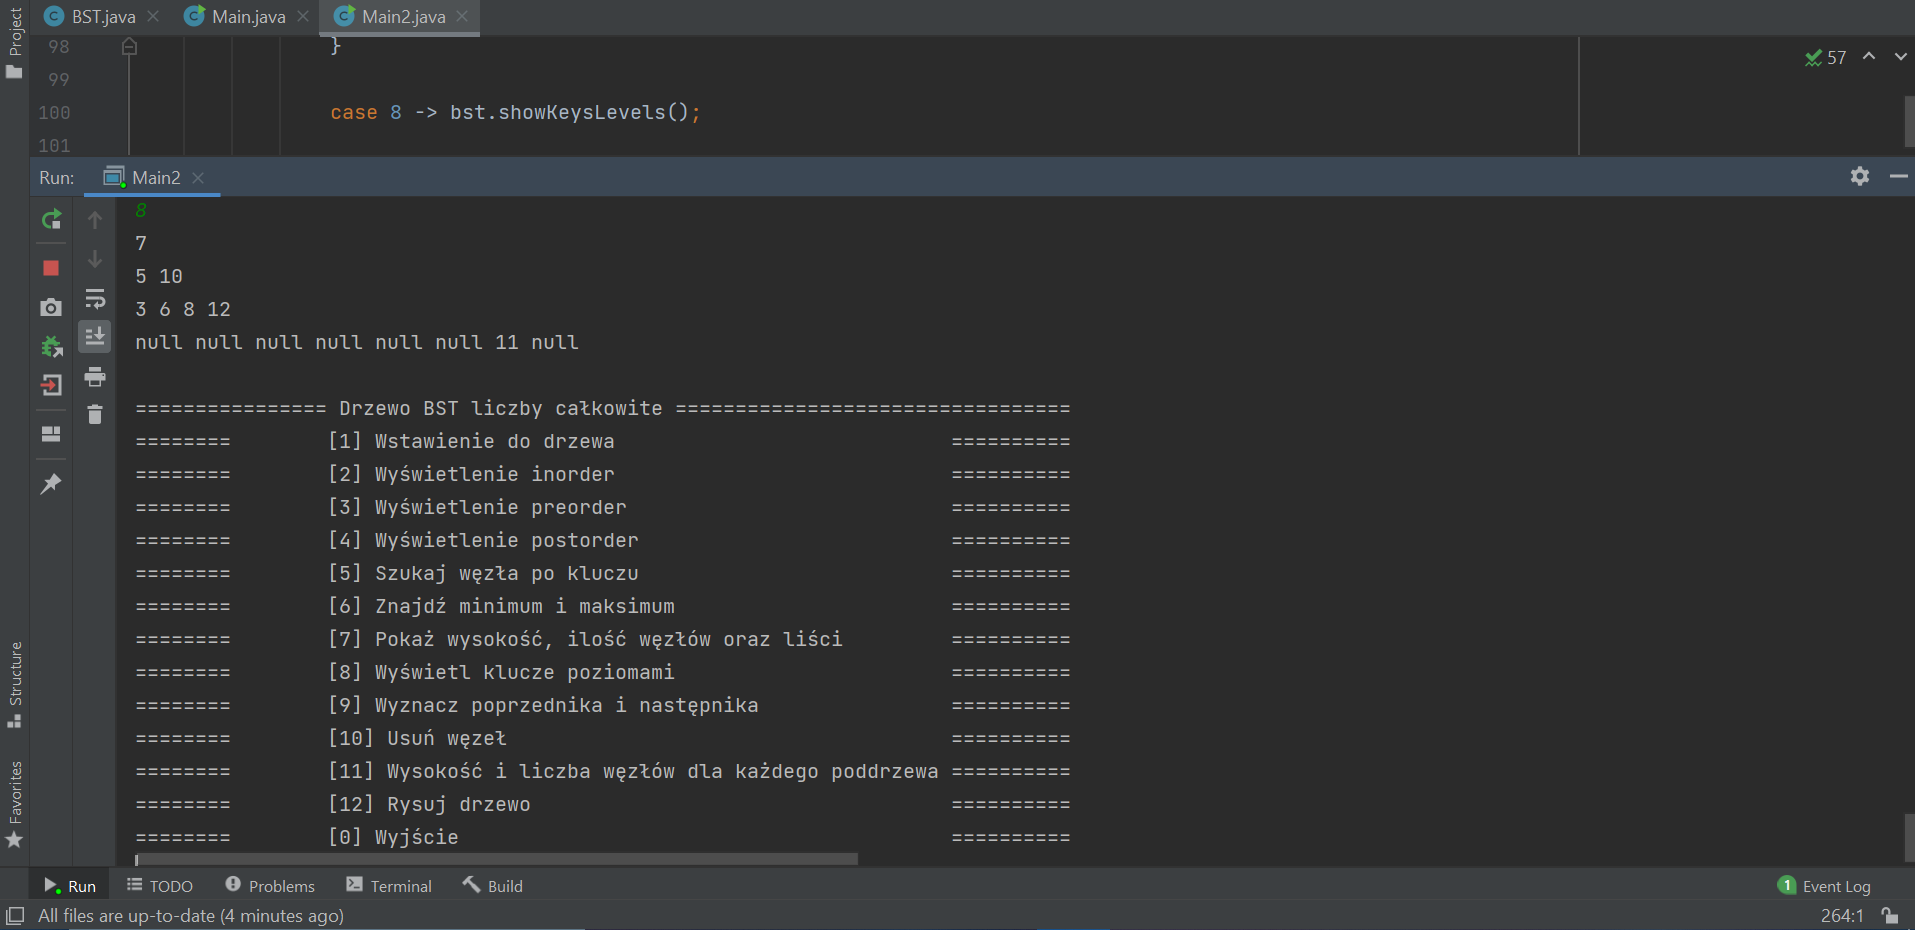 Project
BST.java
Main.java
Main2.java
98 }
99
100 case 8 -> bst.showKeysLevels();
101
57
Run: Main2
8
7
5 10
3 6 8 12
null null null null null null 11 null
================ Drzewo BST liczby całkowite =================================
======== [1] Wstawienie do drzewa ==========
======== [2] Wyświetlenie inorder ==========
======== [3] Wyświetlenie preorder ==========
======== [4] Wyświetlenie postorder ==========
======== [5] Szukaj węzła po kluczu ==========
======== [6] Znajdź minimum i maksimum ==========
======== [7] Pokaż wysokość, ilość węzłów oraz liści ==========
======== [8] Wyświetl klucze poziomami ==========
======== [9] Wyznacz poprzednika i następnika ==========
======== [10] Usuń węzeł ==========
======== [11] Wysokość i liczba węzłów dla każdego poddrzewa ==========
======== [12] Rysuj drzewo ==========
======== [0] Wyjście ==========
Structure
Favorites
Run TODO Problems Terminal Build 1 Event Log
All files are up-to-date (4 minutes ago) 264:1